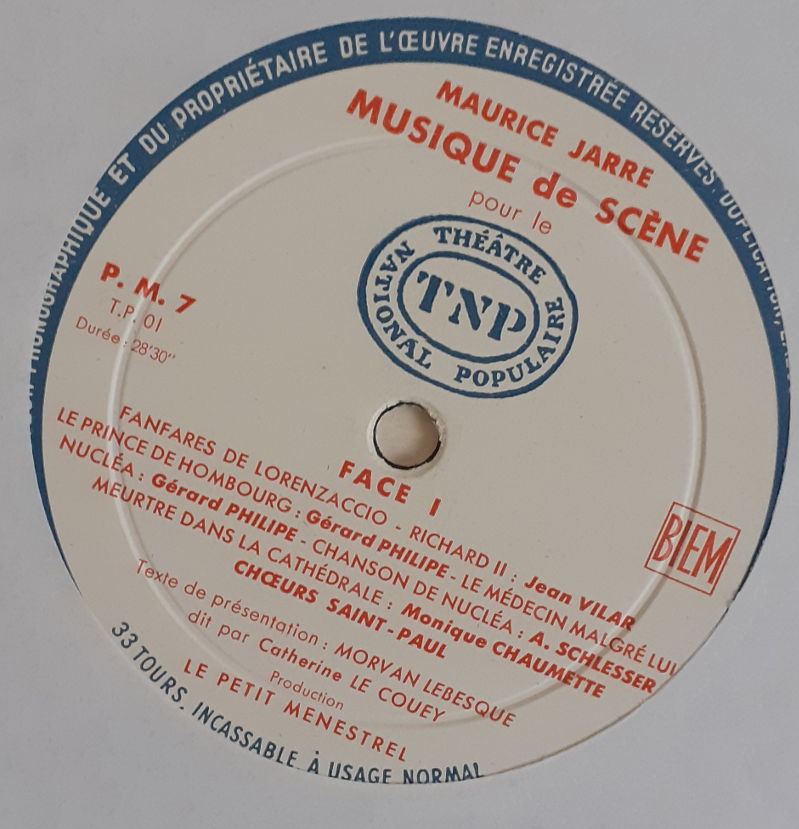 PHONOGRAPHIQUE ET DU PROPRIÉTAIRE DE L'ŒUVRE ENREGISTRÉE RESERVÉS. DUPLICATION,
MAURICE JARRE
MUSIQUE de SCÈNE
pour le
THÉÂTRE
NATIONAL POPULAIRE
TNP
P. M. 7
T.P. 01
Durée : 28'30"
FACE I
FANFARES DE LORENZACCIO - RICHARD II : Jean VILAR
LE PRINCE DE HOMBOURG : Gérard PHILIPE - LE MÉDECIN MALGRÉ LUI
NUCLÉA : Gérard PHILIPE - CHANSON DE NUCLÉA : A. SCHLESSER
MEURTRE DANS LA CATHÉDRALE : Monique CHAUMETTE
CHŒURS SAINT-PAUL
BIEM
Texte de présentation : MORVAN LEBESQUE
dit par Catherine LE COUEY
Production
LE PETIT MENESTREL
33 TOURS. INCASSABLE À USAGE NORMAL